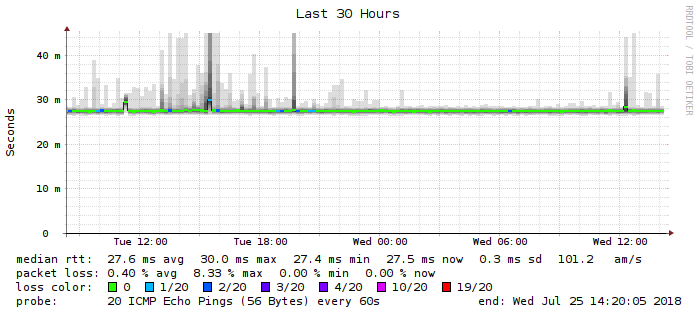 Last 30 Hours
RRDTOOL / TOBI OETIKER
Seconds
40 m
30 m
20 m
10 m
0
Tue 12:00 Tue 18:00 Wed 00:00 Wed 06:00 Wed 12:00
median rtt: 27.6 ms avg 30.0 ms max 27.4 ms min 27.5 ms now 0.3 ms sd 101.2 am/s
packet loss: 0.40 % avg 8.33 % max 0.00 % min 0.00 % now
loss color: 0 1/20 2/20 3/20 4/20 10/20 19/20
probe: 20 ICMP Echo Pings (56 Bytes) every 60s end: Wed Jul 25 14:20:05 2018